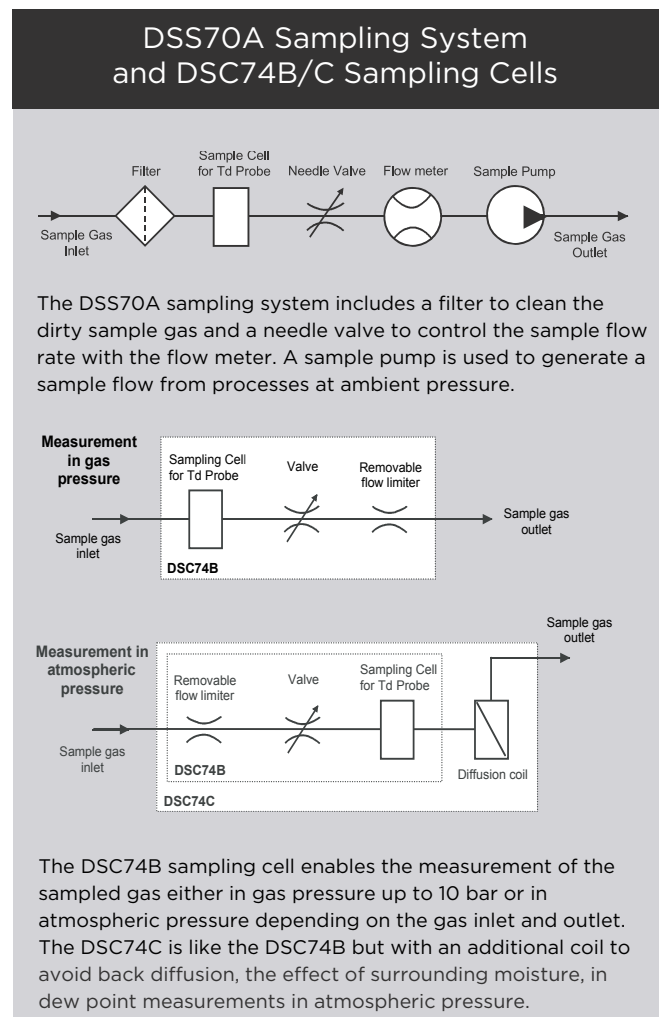 DSS70A Sampling System
and DSC74B/C Sampling Cells
Sample Cell
for Td Probe
Filter
Needle Valve
Flow meter
Sample Pump
Sample Gas
Inlet
Sample Gas
Outlet
The DSS70A sampling system includes a filter to clean the
dirty sample gas and a needle valve to control the sample flow
rate with the flow meter. A sample pump is used to generate a
sample flow from processes at ambient pressure.
Measurement
in gas
pressure
Sampling Cell
for Td Probe
Valve
Removable
flow limiter
Sample gas
inlet
Sample gas
outlet
DSC74B
Measurement in
atmospheric
pressure
Sample gas
outlet
Removable
flow limiter
Valve
Sampling Cell
for Td Probe
Sample gas
inlet
DSC74B
Diffusion coil
DSC74C
The DSC74B sampling cell enables the measurement of the
sampled gas either in gas pressure up to 10 bar or in
atmospheric pressure depending on the gas inlet and outlet.
The DSC74C is like the DSC74B but with an additional coil to
avoid back diffusion, the effect of surrounding moisture, in
dew point measurements in atmospheric pressure.